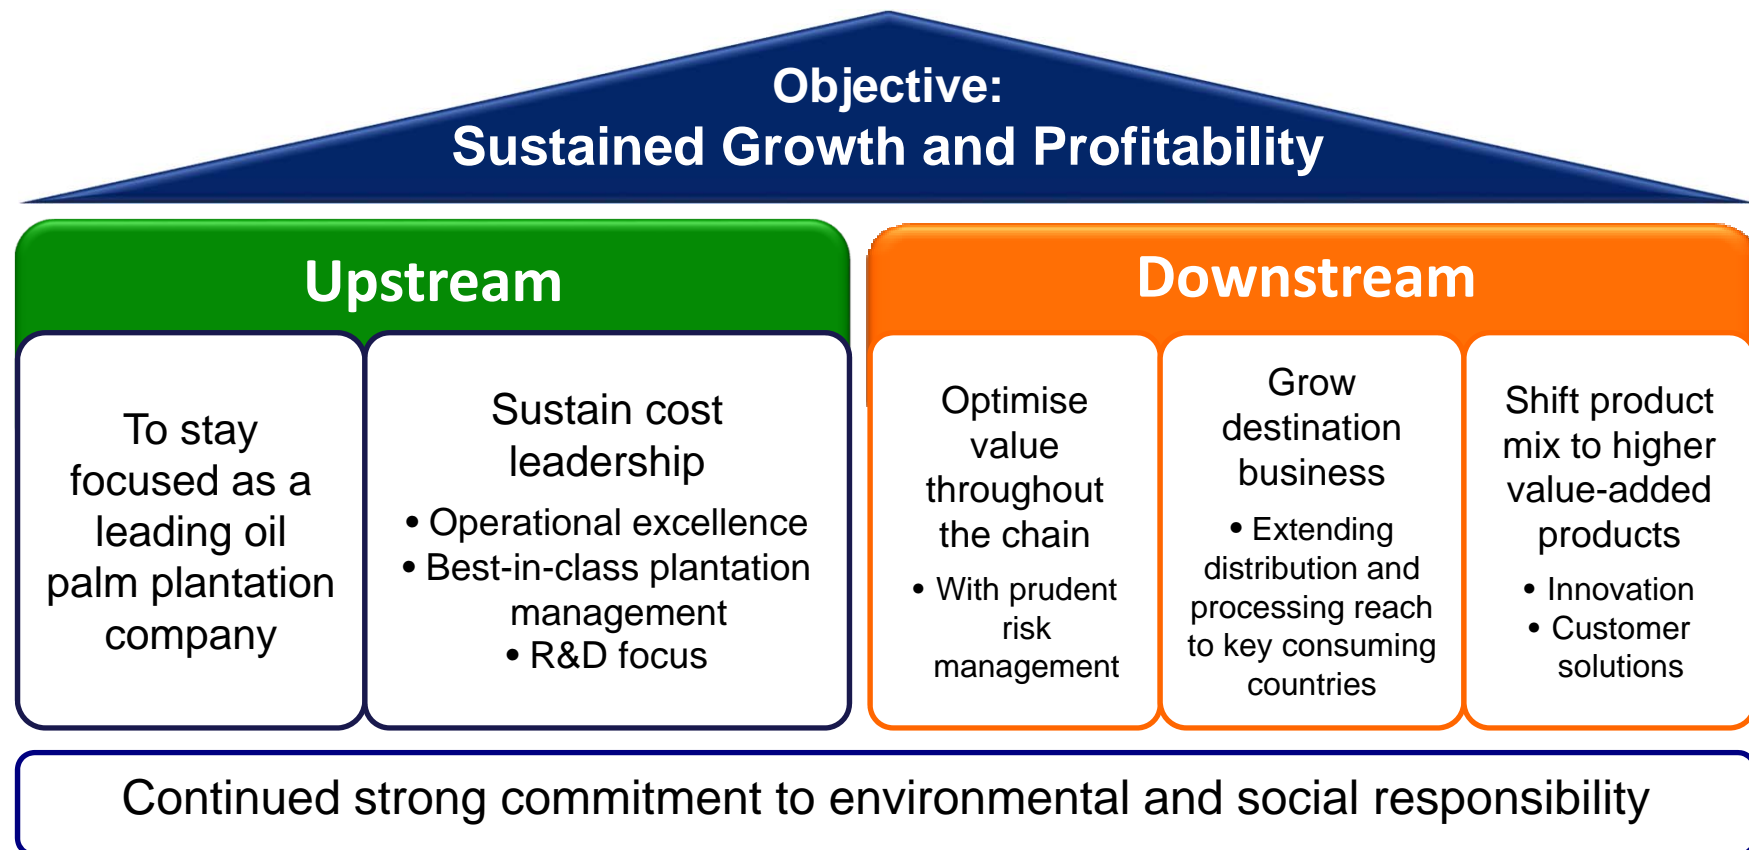 Objective:
Sustained Growth and Profitability
Upstream
To stay
focused as a
leading oil
palm plantation
company
Sustain cost
leadership
• Operational excellence
• Best-in-class plantation
management
• R&D focus
Downstream
Optimise
value
throughout
the chain
• With prudent
risk
management
Grow
destination
business
• Extending
distribution and
processing reach
to key consuming
countries
Shift product
mix to higher
value-added
products
• Innovation
• Customer
solutions
Continued strong commitment to environmental and social responsibility